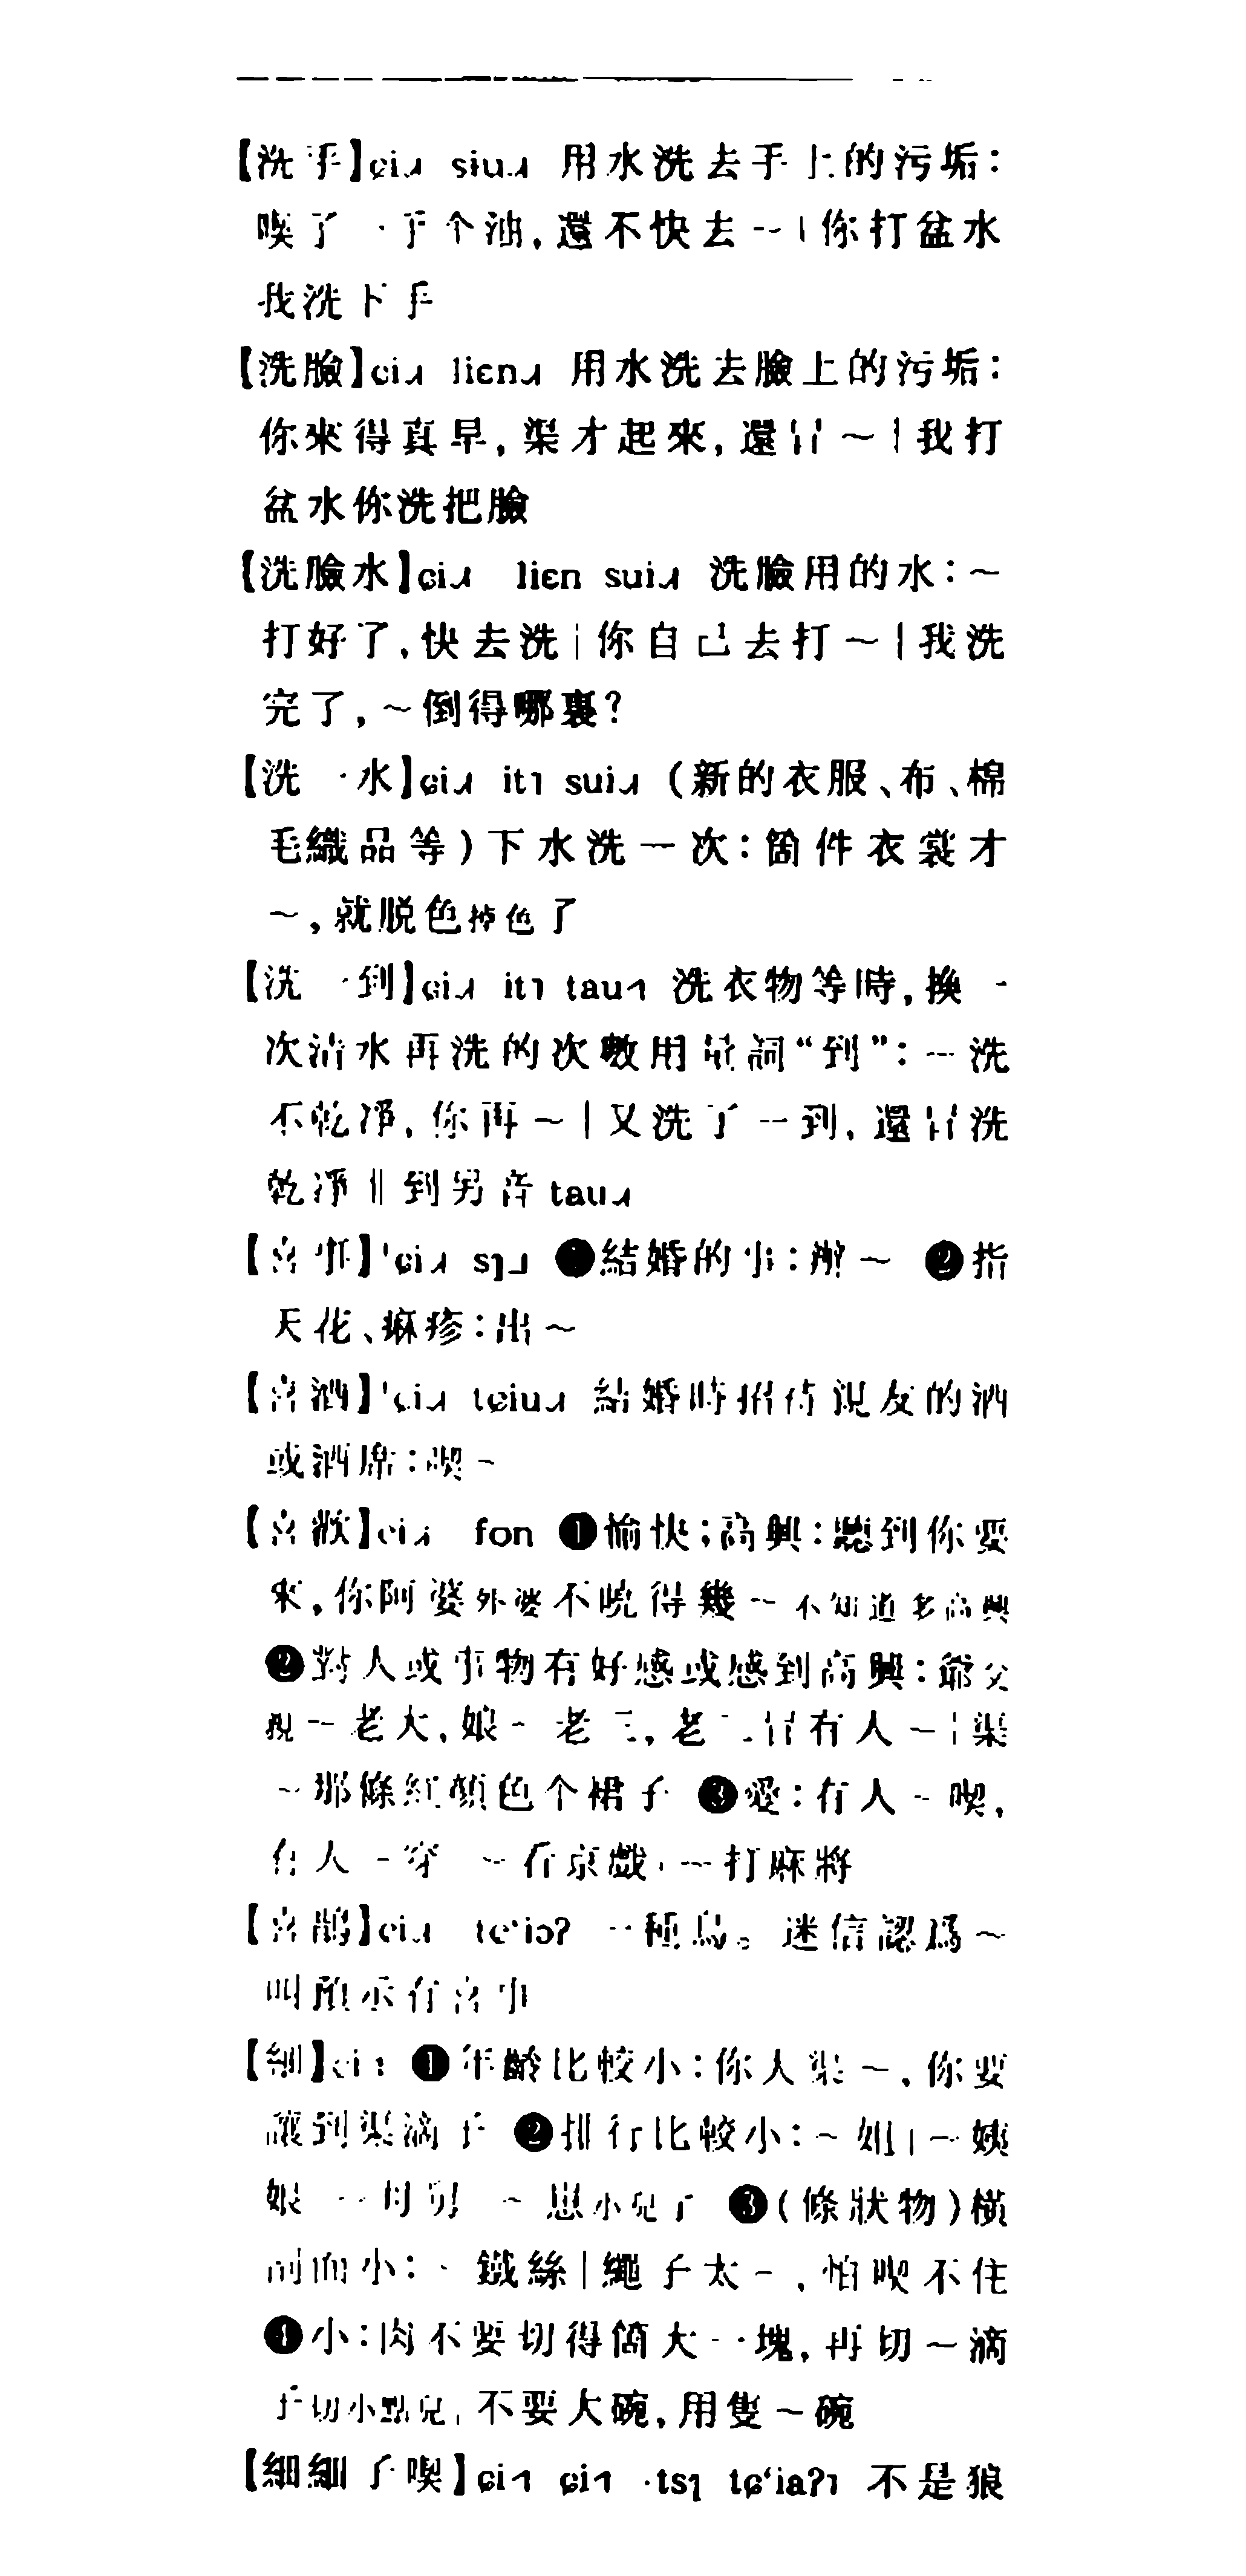 【洗手】ɕi˨˩ siu˨˩ 用水洗去手上的污垢：
喫了一手个油，還不快去～｜你打盆水
我洗下手
【洗臉】ɕi˨˩ liɛn˨˩ 用水洗去臉上的污垢：
你來得真早，渠才起來，還冇～｜我打
盆水你洗把臉
【洗臉水】ɕi˨˩ liɛn sui˨˩ 洗臉用的水：～
打好了，快去洗｜你自己去打～｜我洗
完了，～倒得哪裏？
【洗一水】ɕi˨˩ it˥ sui˨˩ （新的衣服、布、棉
毛織品等）下水洗一次：箇件衣裳才
～，就脱色掉色了
【洗一到】ɕi˨˩ it˥ tau˧˥ 洗衣物等時，換一
次清水再洗的次數用量詞“到”：一洗
不乾凈，你再～｜又洗了一到，還冇洗
乾凈‖到另音 tau˨˩
【喜事】'ɕi˨˩ sɿ˩ ❶結婚的事：辦～ ❷指
天花、痲疹：出～
【喜酒】'ɕi˨˩ tɕiu˨˩ 結婚時招待親友的酒
或酒席：喫～
【喜歡】ɕi˨˩ fon ❶愉快；高興：聽到你要
來，你阿婆外婆不曉得幾～不知道多高興
❷對人或事物有好感或感到高興：爺父
親～老大，娘～老三，老二冇有人～｜渠
～那條紅顔色个裙子 ❸愛：有人～喫，
有人～穿｜～看京戲｜～打麻將
【喜鵲】ɕi˨˩ tɕ‘iɔʔ 一種鳥。迷信認爲～
叫預示有喜事
【細】ɕi˧˥ ❶年齡比較小：你人渠～，你要
讓到渠滴子 ❷排行比較小：～姐｜～姨
娘｜～母舅｜～崽小兒子 ❸（條狀物）橫
剖面小：～鐵絲｜繩子太～，怕喫不住
❹小：肉不要切得箇大一塊，再切～滴
子切小點兒，不要大碗，用隻～碗
【細細子喫】ɕi˧˥ ɕi˧˥ ·tsɿ tɕ‘iaʔ˥ 不是狼